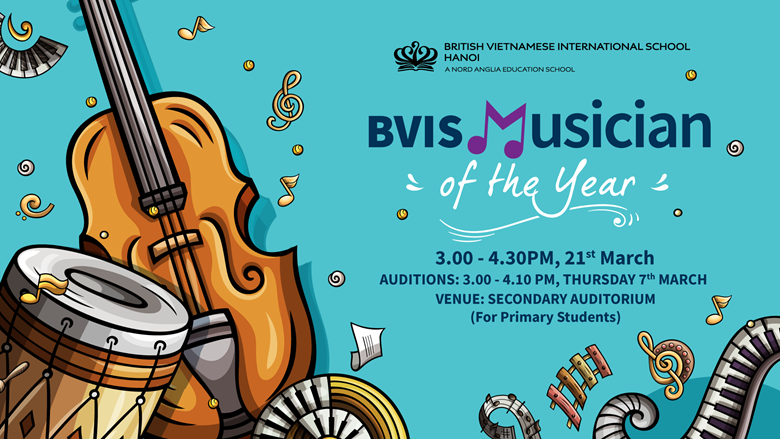 BRITISH VIETNAMESE INTERNATIONAL SCHOOL
HANOI
A NORD ANGLIA EDUCATION SCHOOL
BVIS Musician
of the Year
3.00 - 4.30PM, 21st March
AUDITIONS: 3.00 - 4.10 PM, THURSDAY 7th MARCH
VENUE: SECONDARY AUDITORIUM
(For Primary Students)